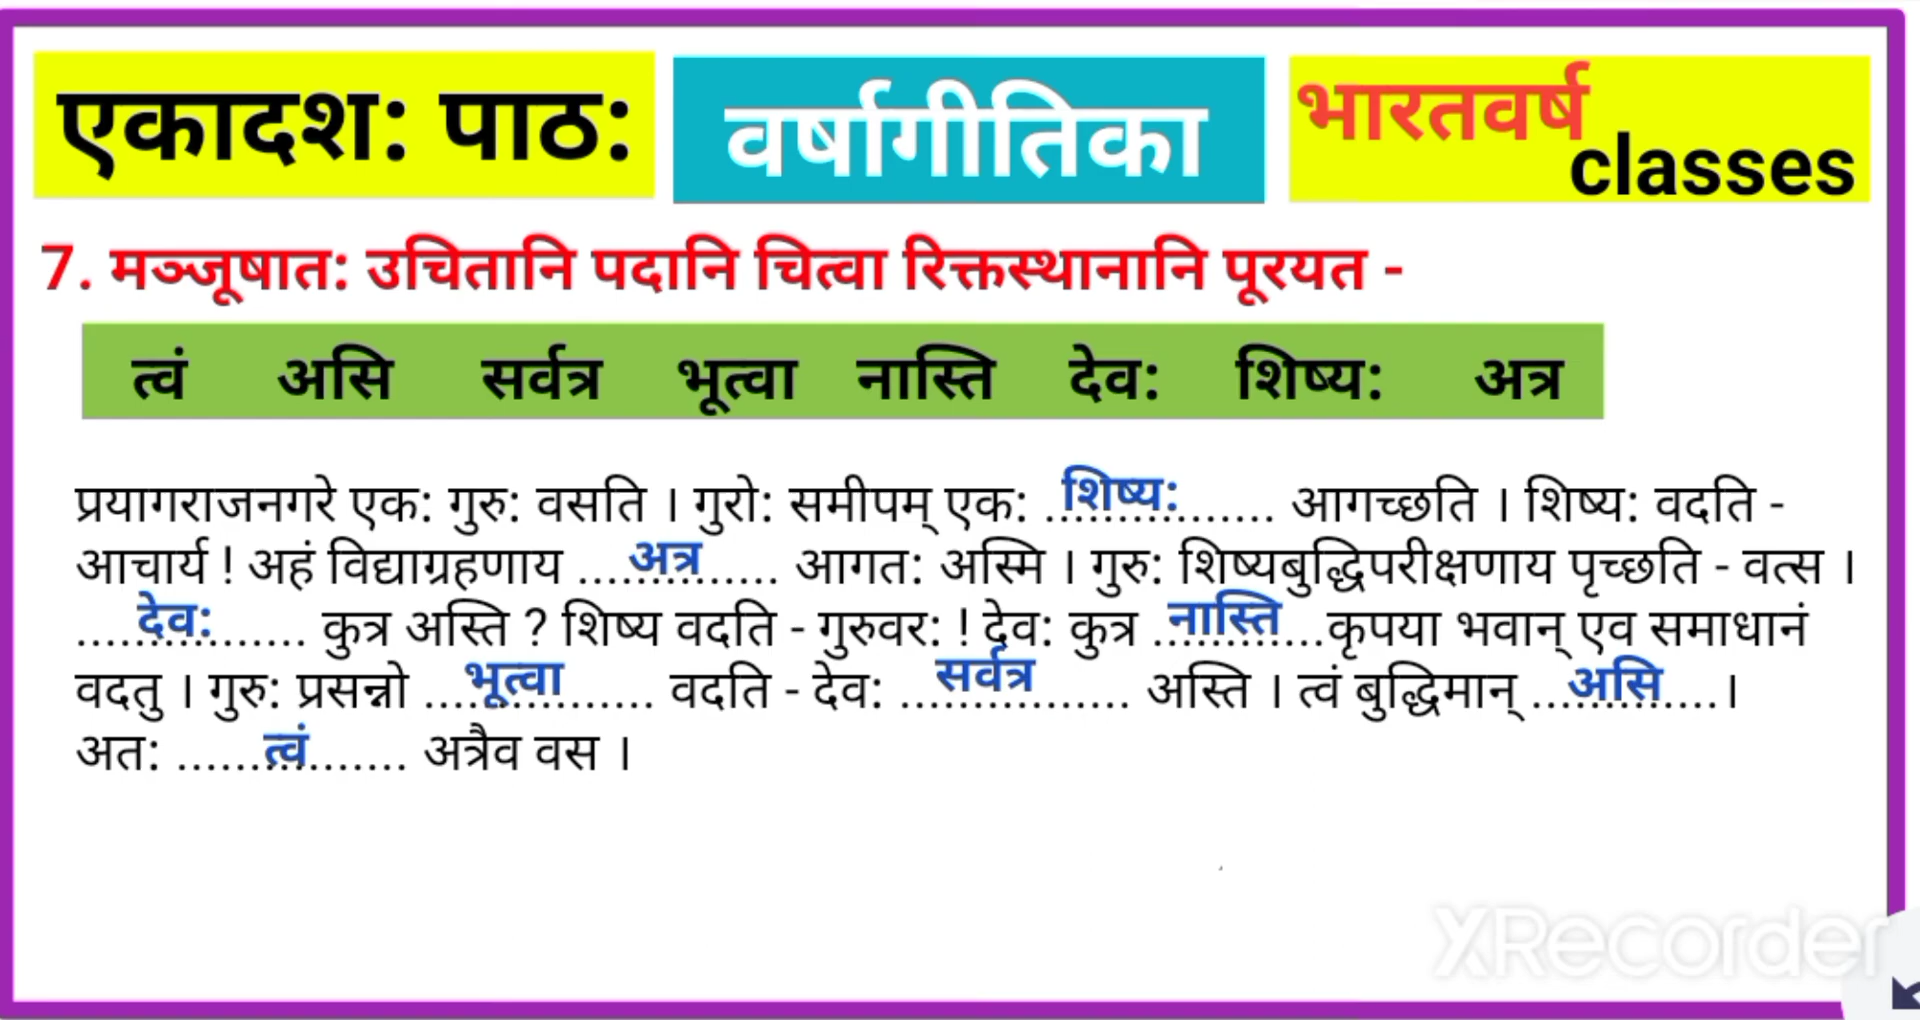 एकादश: पाठ:
वर्षागीतिका
भारतवर्ष
classes
7. मञ्जूषात: उचितानि पदानि चित्वा रिक्तस्थानानि पूरयत -
त्वं असि सर्वत्र भूत्वा नास्ति देव: शिष्य: अत्र
प्रयागराजनगरे एक: गुरु: वसति । गुरो: समीपम् एक: ....शिष्य:.... आगच्छति । शिष्य: वदति -
आचार्य ! अहं विद्याग्रहणाय ....अत्र.... आगत: अस्मि । गुरु: शिष्यबुद्धिपरीक्षणाय पृच्छति - वत्स ।
....देव:.... कुत्र अस्ति ? शिष्य वदति - गुरुवर: ! देव: कुत्र ....नास्ति....कृपया भवान् एव समाधानं
वदतु । गुरु: प्रसन्नो ....भूत्वा.... वदति - देव: ....सर्वत्र.... अस्ति । त्वं बुद्धिमान् ....असि....।
अत: ....त्वं.... अत्रैव वस ।
XRecorder